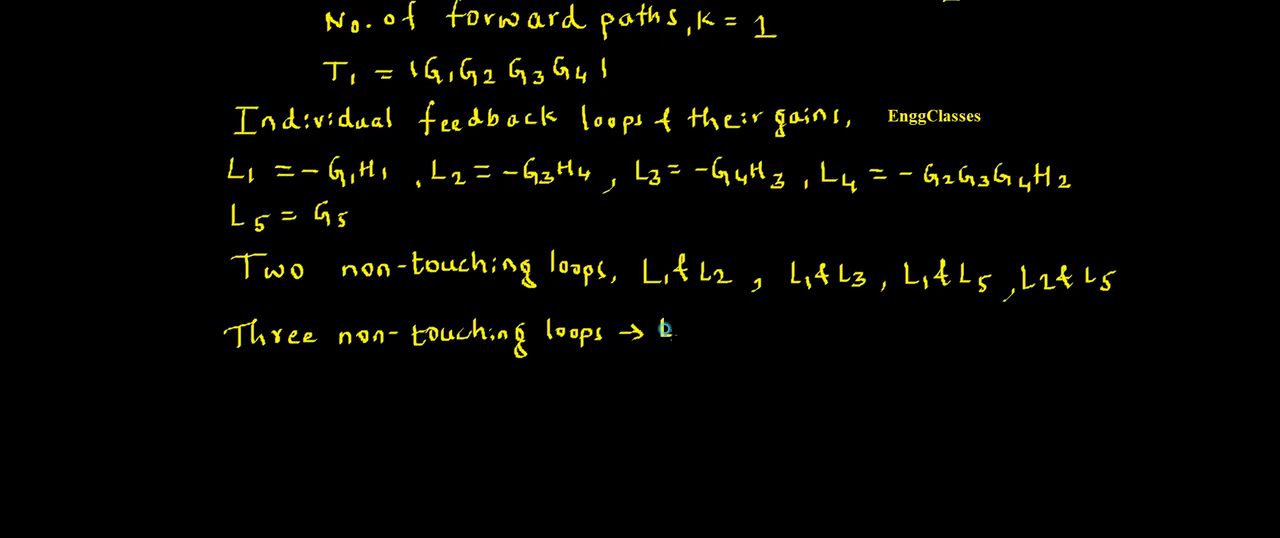 No. of forward paths, K = 1
T₁ = 1G₁G₂ G₃G₄ 1
Individual feedback loops & their gains,
EnggClasses
L₁ = -G₁H₁ , L₂ = -G₃H₄ , L₃ = -G₄H₃ , L₄ = - G₂G₃G₄H₂
L₅ = G₅
Two non-touching loops, L₁ & L₂ , L₁ & L₃ , L₁ & L₅ , L₂ & L₅
Three non-touching loops → L